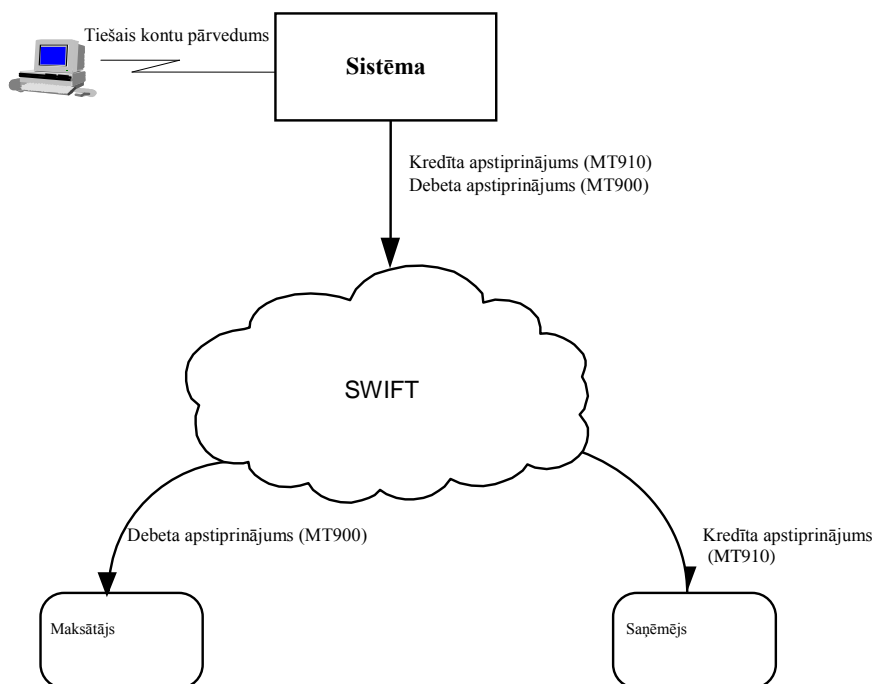 Tiešais kontu pārvedums
Sistēma
Kredīta apstiprinājums (MT910)
Debeta apstiprinājums (MT900)
SWIFT
Debeta apstiprinājums (MT900)
Kredīta apstiprinājums
(MT910)
Maksātājs
Saņēmējs